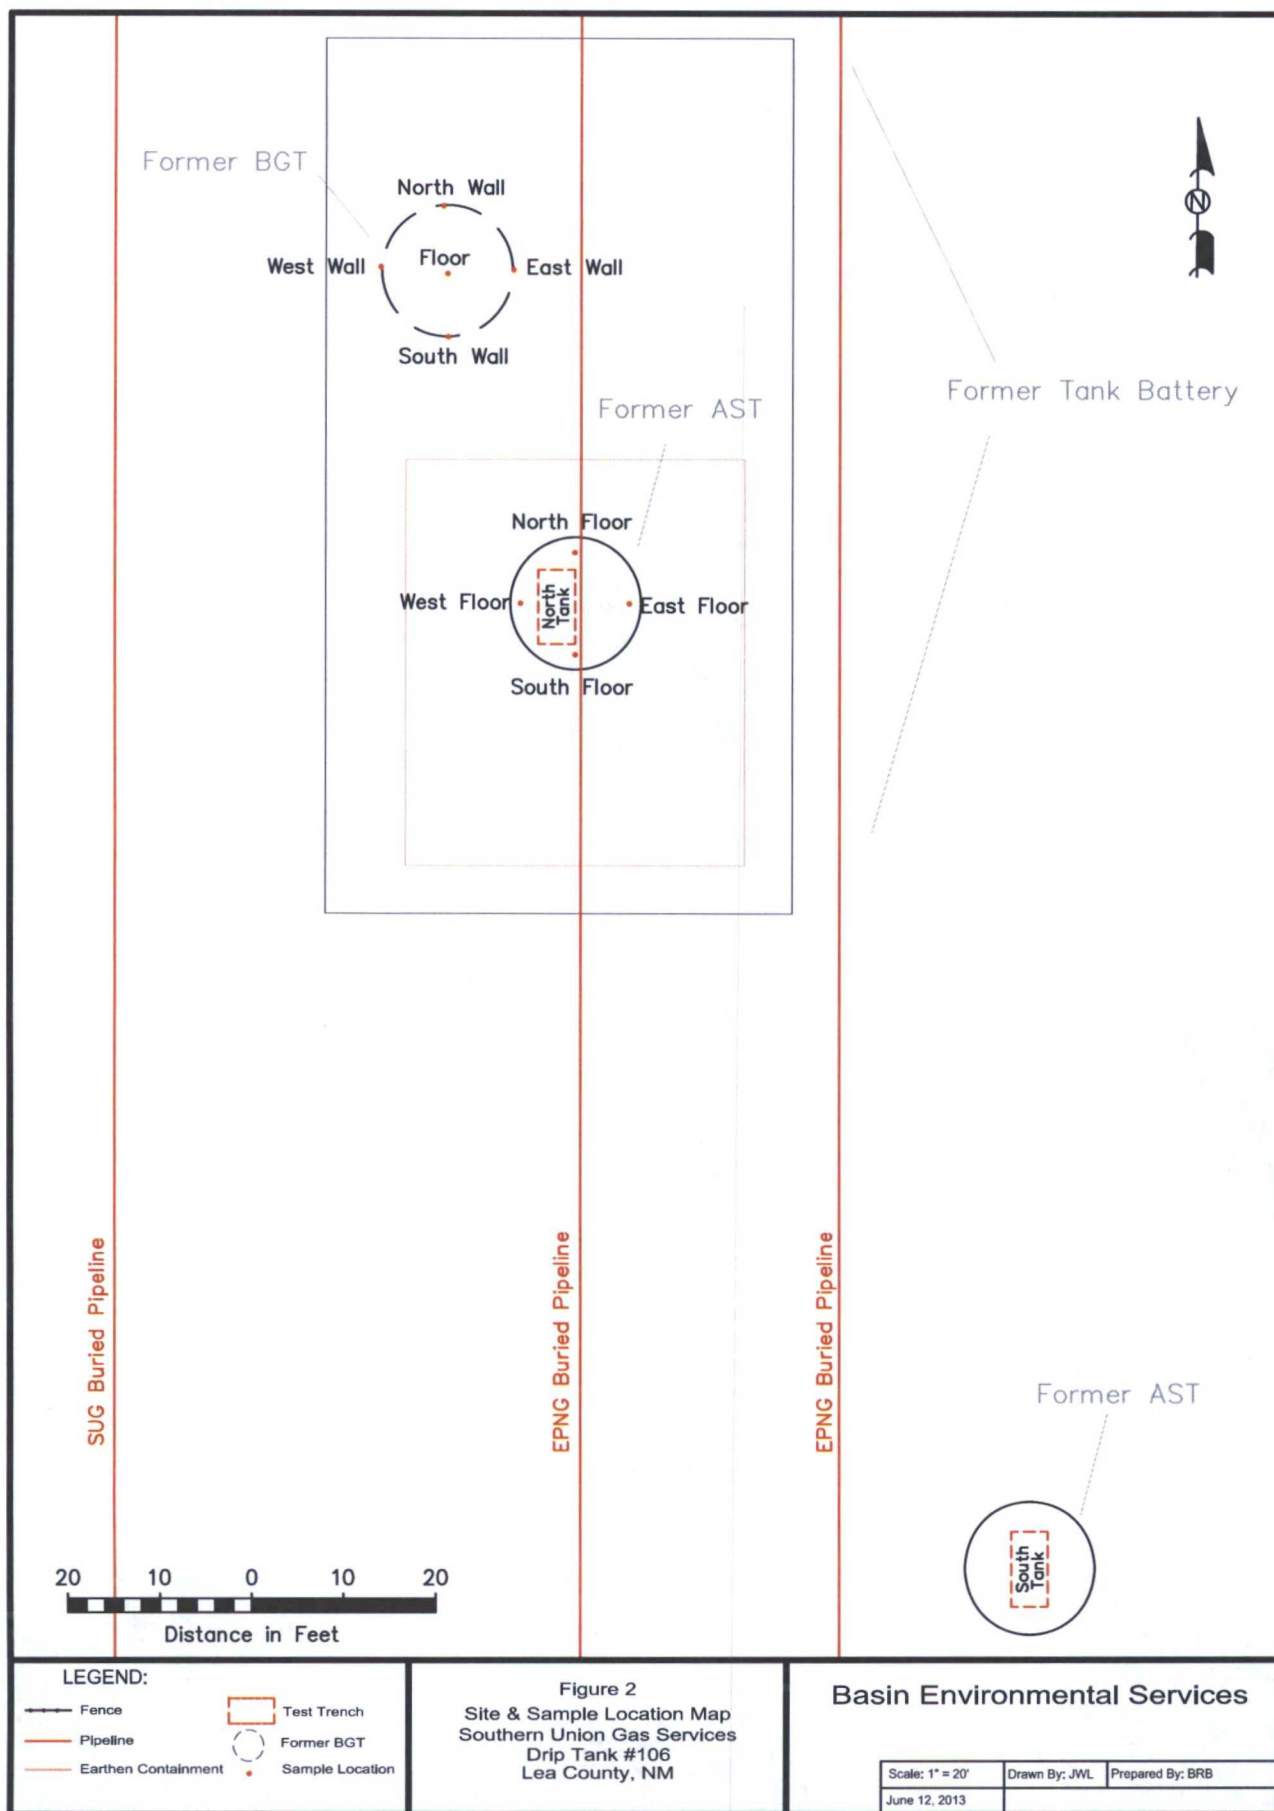 Former BGT
North Wall
N
West Wall
Floor
East Wall
South Wall
Former Tank Battery
Former AST
North Floor
West Floor
North
Tank
East Floor
South Floor
SUG Buried Pipeline
EPNG Buried Pipeline
EPNG Buried Pipeline
Former AST
South
Tank
20 10 0 10 20
Distance in Feet
LEGEND:
Fence
Pipeline
Earthen Containment
Test Trench
Former BGT
Sample Location
Figure 2
Site & Sample Location Map
Southern Union Gas Services
Drip Tank #106
Lea County, NM
Basin Environmental Services
Scale: 1" = 20' Drawn By: JWL Prepared By: BRB
June 12, 2013